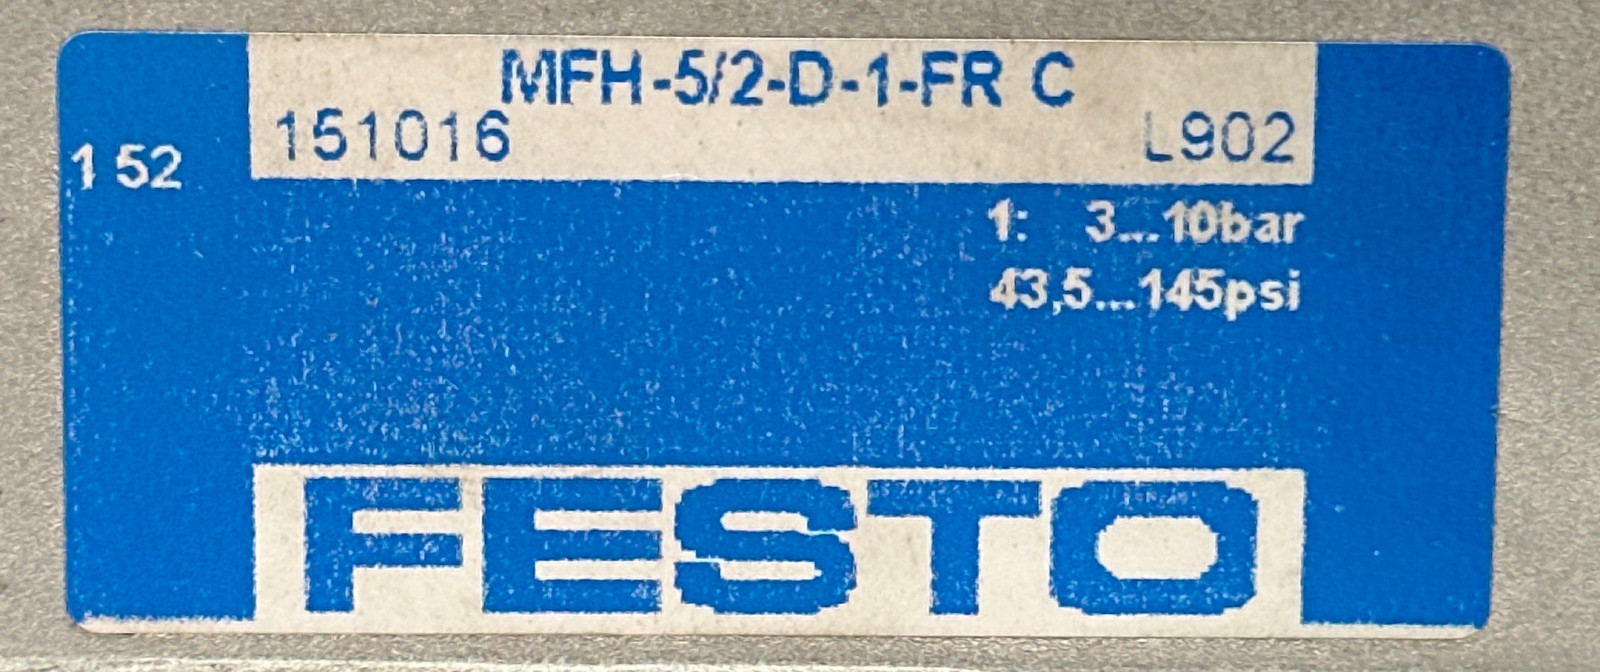 MFH-5/2-D-1-FR C
151016 L902
1 52
1: 3...10bar
43,5...145psi
FESTO